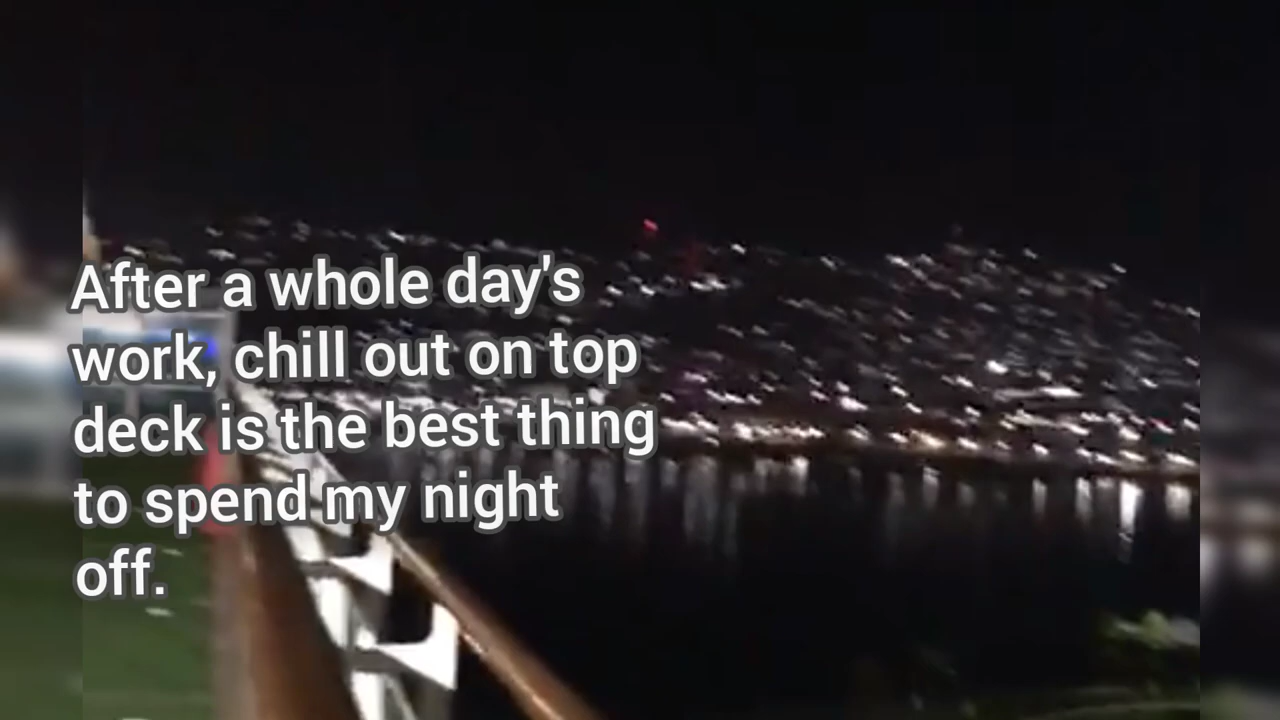 After a whole day's
work, chill out on top
deck is the best thing
to spend my night
off.